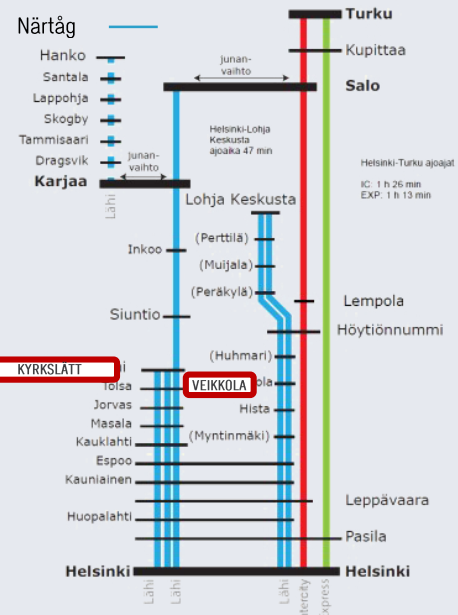 Närtåg
Hanko
Santala
Lappohja
Skogby
Tammisaari
Dragsvik
Karjaa
Lähi
junan-
vaihto
junan-
vaihto
Turku
Kupittaa
Salo
Helsinki-Lohja
Keskusta
ajoaika 47 min
Helsinki-Turku ajoajat
IC: 1 h 26 min
EXP: 1 h 13 min
Lohja Keskusta
(Perttilä)
(Muijala)
(Peräkylä)
Inkoo
Siuntio
Lempola
Höytiönnummi
(Huhmari)
KYRKSLÄTT
VEIKKOLA
Tolsa
Hista
(Myntinmäki)
Jorvas
Masala
Kauklahti
Espoo
Kauniainen
Leppävaara
Huopalahti
Pasila
Helsinki
Helsinki
Lähi
Lähi
Lähi